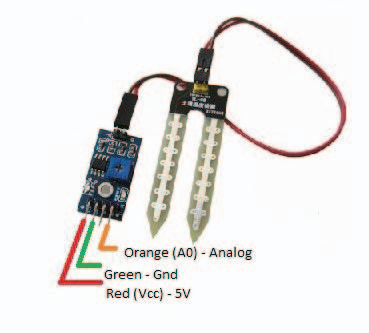 Orange (A0) - Analog
Green - Gnd
Red (Vcc) - 5V